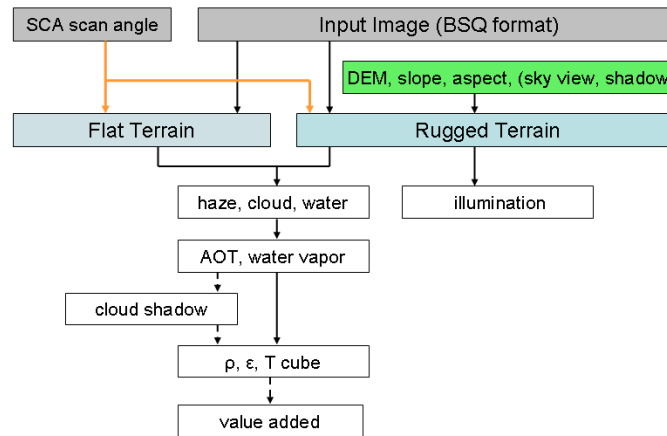 SCA scan angle
Input Image (BSQ format)
DEM, slope, aspect, (sky view, shadow
Flat Terrain
Rugged Terrain
haze, cloud, water
illumination
AOT, water vapor
cloud shadow
ρ, ε, T cube
value added